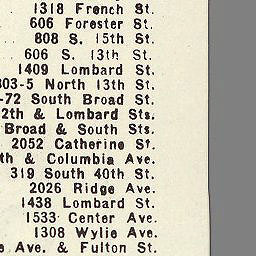 1318 French St.
606 Forester St.
808 S. 15th St.
606 S. 13th St.
1409 Lombard St.
803-5 North 13th St.
-72 South Broad St.
2th & Lombard Sts.
Broad & South Sts.
2052 Catherine St.
th & Columbia Ave.
319 South 40th St.
2026 Ridge Ave.
1438 Lombard St.
1533 Center Ave.
1308 Wylie Ave.
e Ave. & Fulton St.